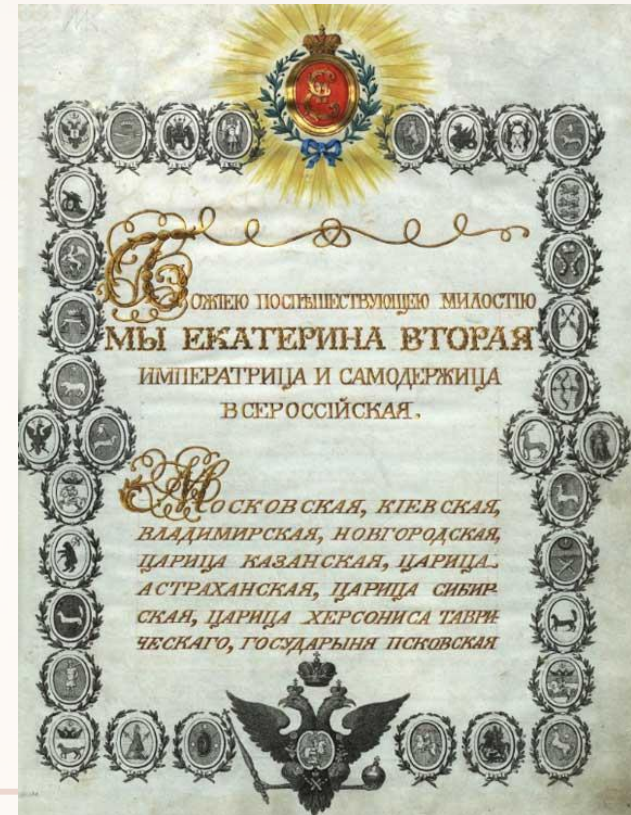 БОЖІЕЮ ПОСПѢШЕСТВУЮЩЕЮ МИЛОСТІЮ
МЫ ЕКАТЕРИНА ВТОРАЯ
ИМПЕРАТРИЦА И САМОДЕРЖИЦА
ВСЕРОССІЙСКАЯ.
МОСКОВСКАЯ, КІЕВСКАЯ,
ВЛАДИМИРСКАЯ, НОВГОРОДСКАЯ,
ЦАРИЦА КАЗАНСКАЯ, ЦАРИЦА
АСТРАХАНСКАЯ, ЦАРИЦА СИБИР-
СКАЯ, ЦАРИЦА ХЕРСОНИСА ТАВРИ-
ЧЕСКАГО, ГОСУДАРЫНЯ ПСКОВСКАЯ